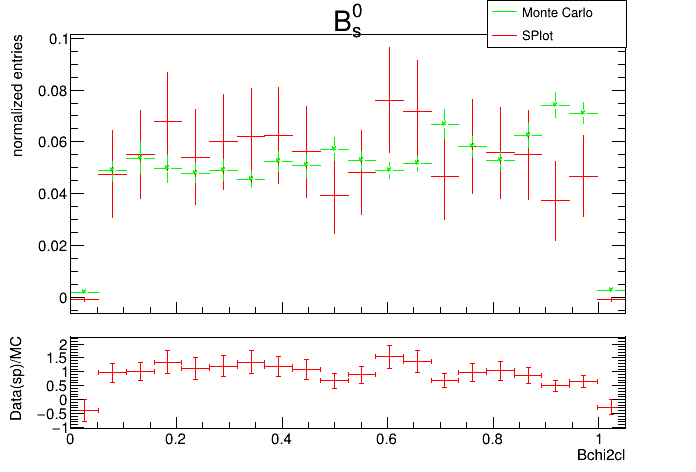 B_s^0
Monte Carlo
SPlot
normalized entries
0.1
0.08
0.06
0.04
0.02
0
Data(sp)/MC
2
1.5
1
0.5
0
−0.5
−1
0 0.2 0.4 0.6 0.8 1
Bchi2cl